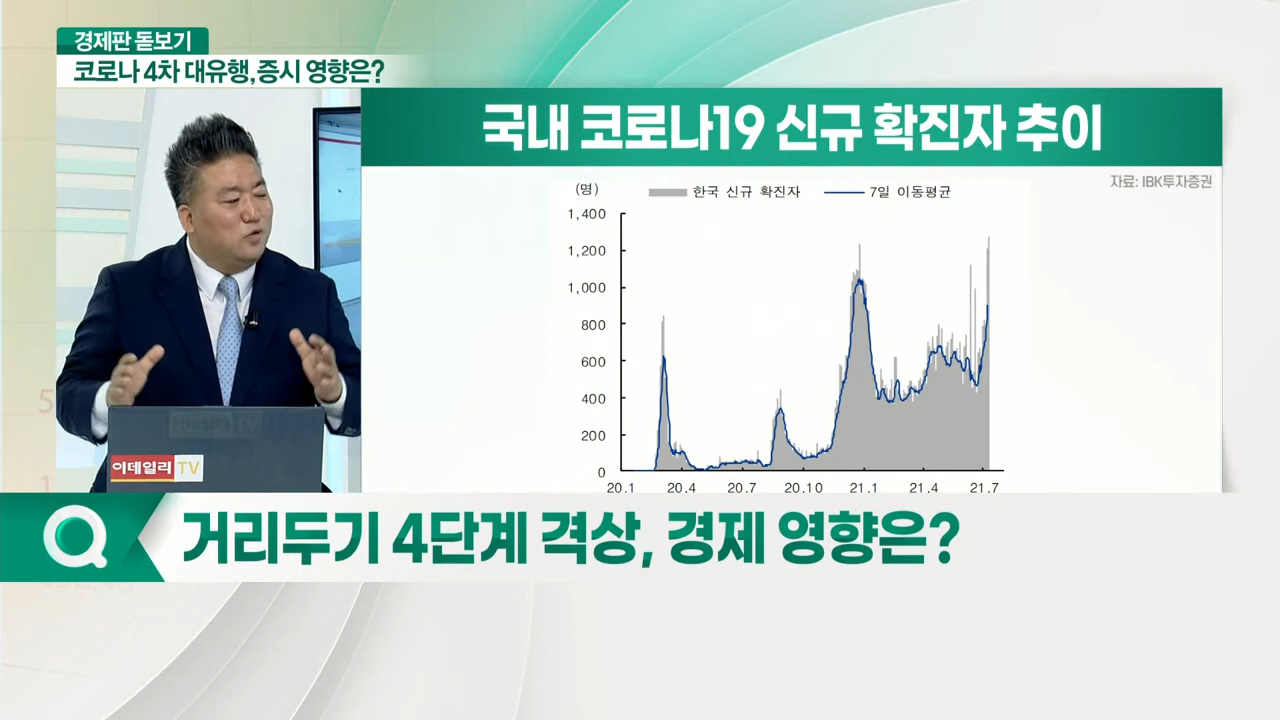 경제판 돋보기
코로나 4차 대유행, 증시 영향은?
국내 코로나19 신규 확진자 추이
자료: IBK투자증권
(명)
한국 신규 확진자
7일 이동평균
1,400
1,200
1,000
800
600
400
200
0
20.1 20.4 20.7 20.10 21.1 21.4 21.7
이데일리TV
5
1
거리두기 4단계 격상, 경제 영향은?